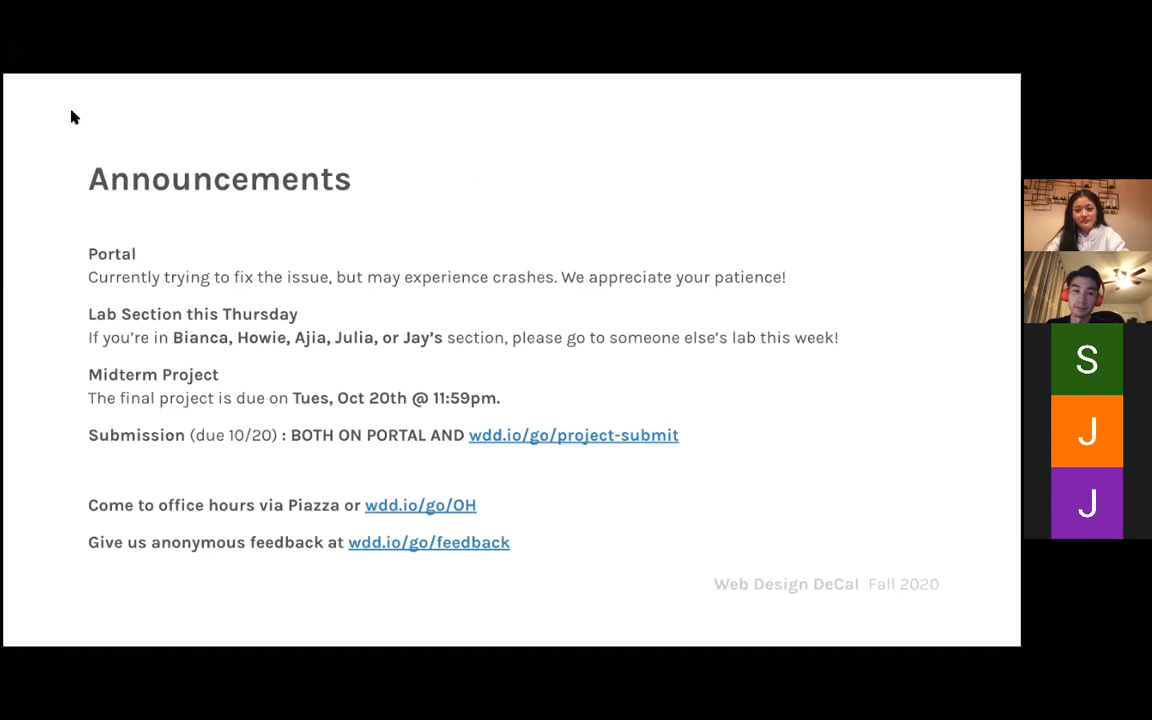 Announcements
Portal
Currently trying to fix the issue, but may experience crashes. We appreciate your patience!
Lab Section this Thursday
If you're in Bianca, Howie, Ajia, Julia, or Jay's section, please go to someone else's lab this week!
Midterm Project
The final project is due on Tues, Oct 20th @ 11:59pm.
Submission (due 10/20) : BOTH ON PORTAL AND wdd.io/go/project-submit
Come to office hours via Piazza or wdd.io/go/OH
Give us anonymous feedback at wdd.io/go/feedback
Web Design DeCal Fall 2020
S
J
J